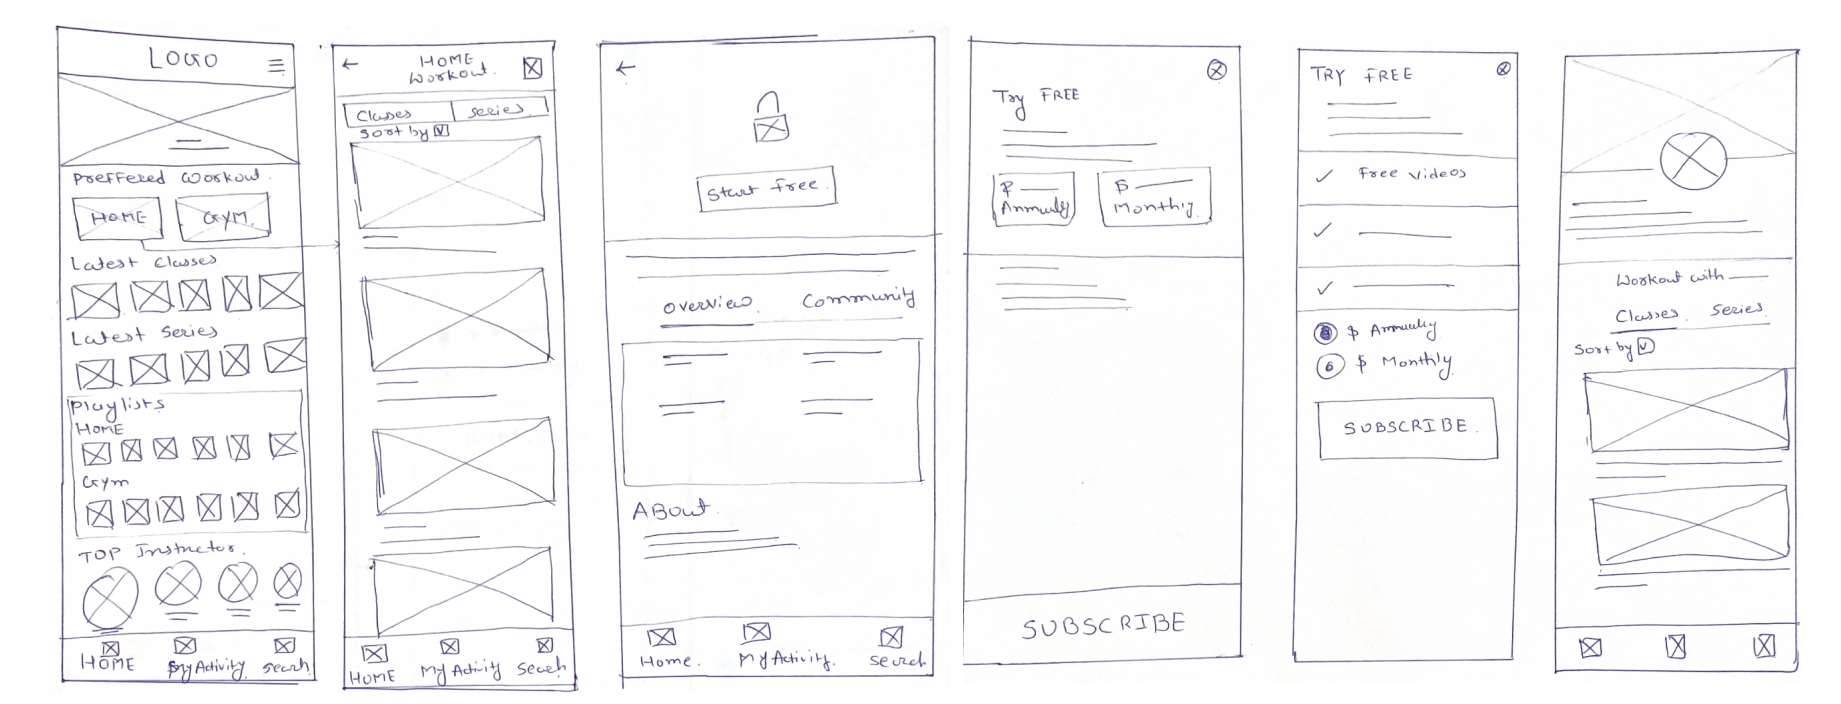 LOGO
Preffered Workout.
HOME
GYM.
Latest Classes
Latest Series
Playlists
HOME
Gym
TOP Instructor.
HOME
My Activity
Search
HOME
Workout.
Classes
Series
Sort by
HOME
My Activity
Search
Start free.
Overview
Community
ABout.
Home.
My Activity.
Search
Try FREE
$
Annually
$
Monthly.
SUBSCRIBE
TRY FREE
✓ Free Videos
✓
✓
$ Annually
$ Monthly
SUBSCRIBE.
Workout with
Classes. Series.
Sort by